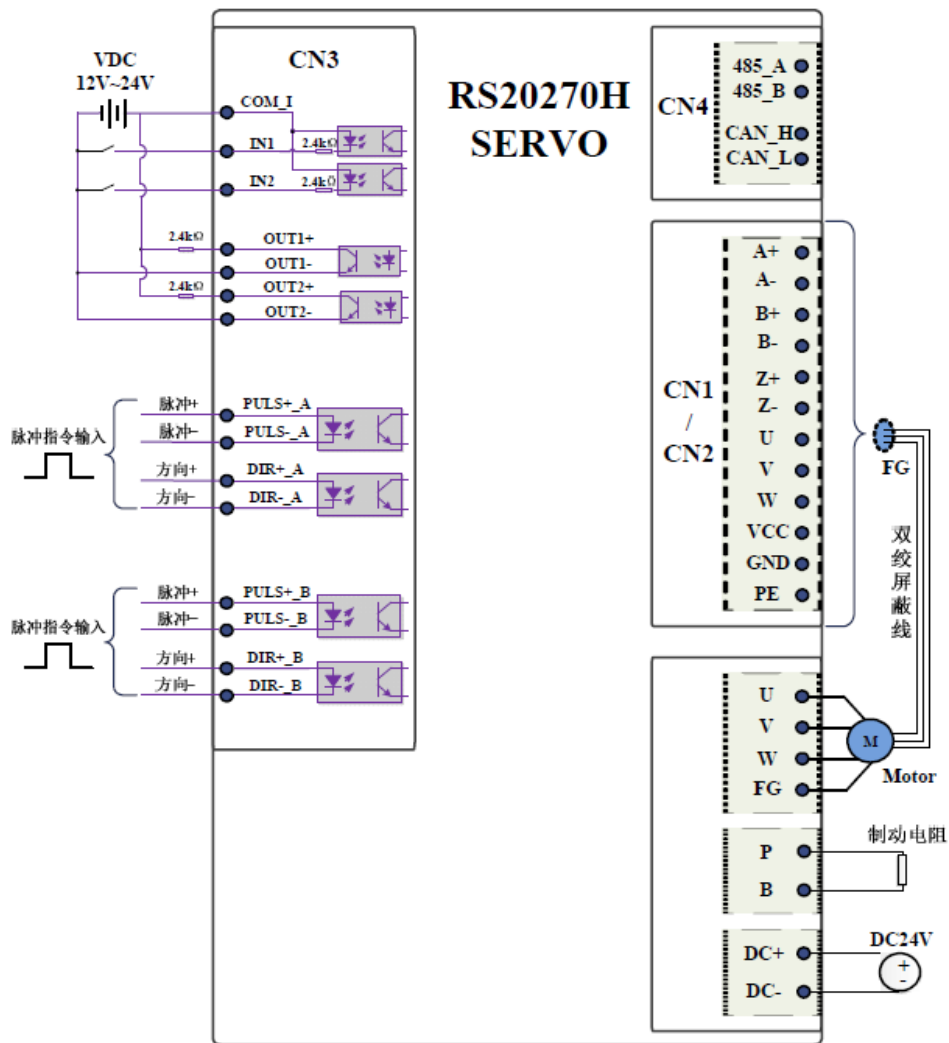 RS20270H
SERVO
VDC
12V~24V
CN3
COM_I
IN1
2.4kΩ
IN2
2.4kΩ
2.4kΩ
OUT1+
OUT1-
2.4kΩ
OUT2+
OUT2-
脉冲指令输入
脉冲+
PULS+_A
脉冲-
PULS-_A
方向+
DIR+_A
方向-
DIR-_A
脉冲指令输入
脉冲+
PULS+_B
脉冲-
PULS-_B
方向+
DIR+_B
方向-
DIR-_B
CN4
485_A
485_B
CAN_H
CAN_L
CN1
/
CN2
A+
A-
B+
B-
Z+
Z-
U
V
W
VCC
GND
PE
FG
双绞屏蔽线
U
V
W
FG
M
Motor
P
B
制动电阻
DC+
DC-
DC24V
+
-